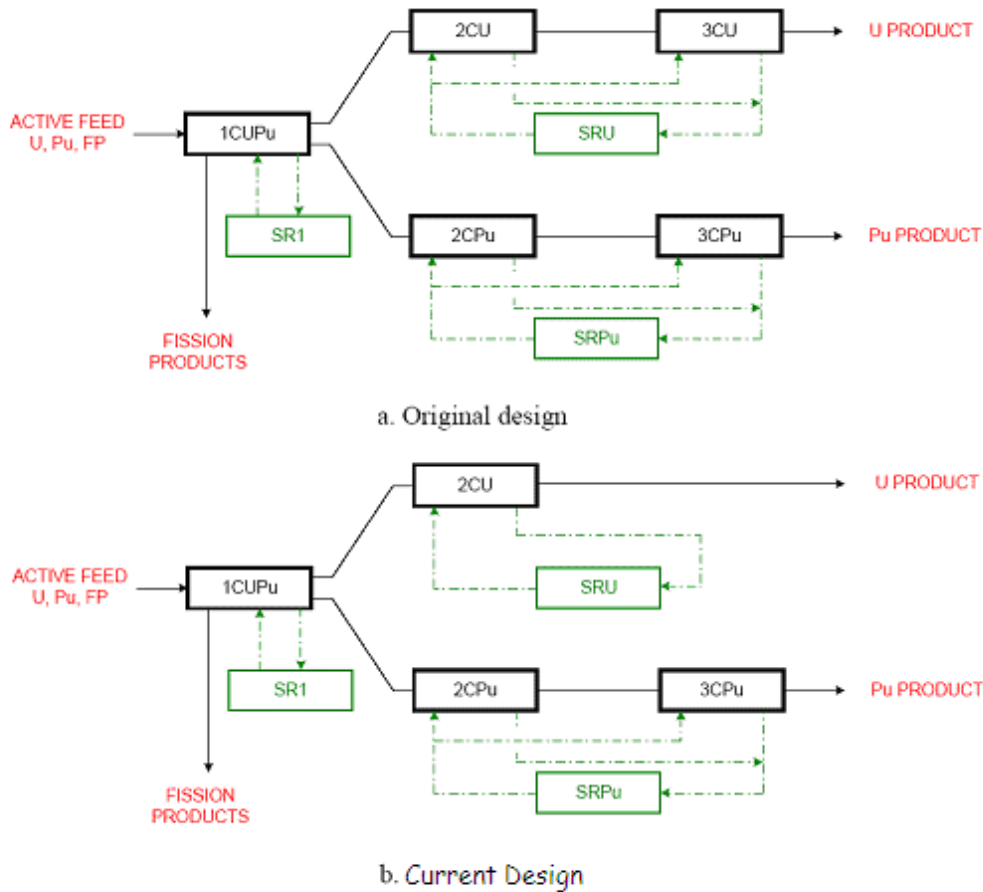 2CU
3CU
U PRODUCT
ACTIVE FEED
U, Pu, FP
1CUPu
SRU
SR1
2CPu
3CPu
Pu PRODUCT
FISSION
PRODUCTS
SRPu
a. Original design
2CU
U PRODUCT
ACTIVE FEED
U, Pu, FP
1CUPu
SRU
SR1
2CPu
3CPu
Pu PRODUCT
FISSION
PRODUCTS
SRPu
b. Current Design